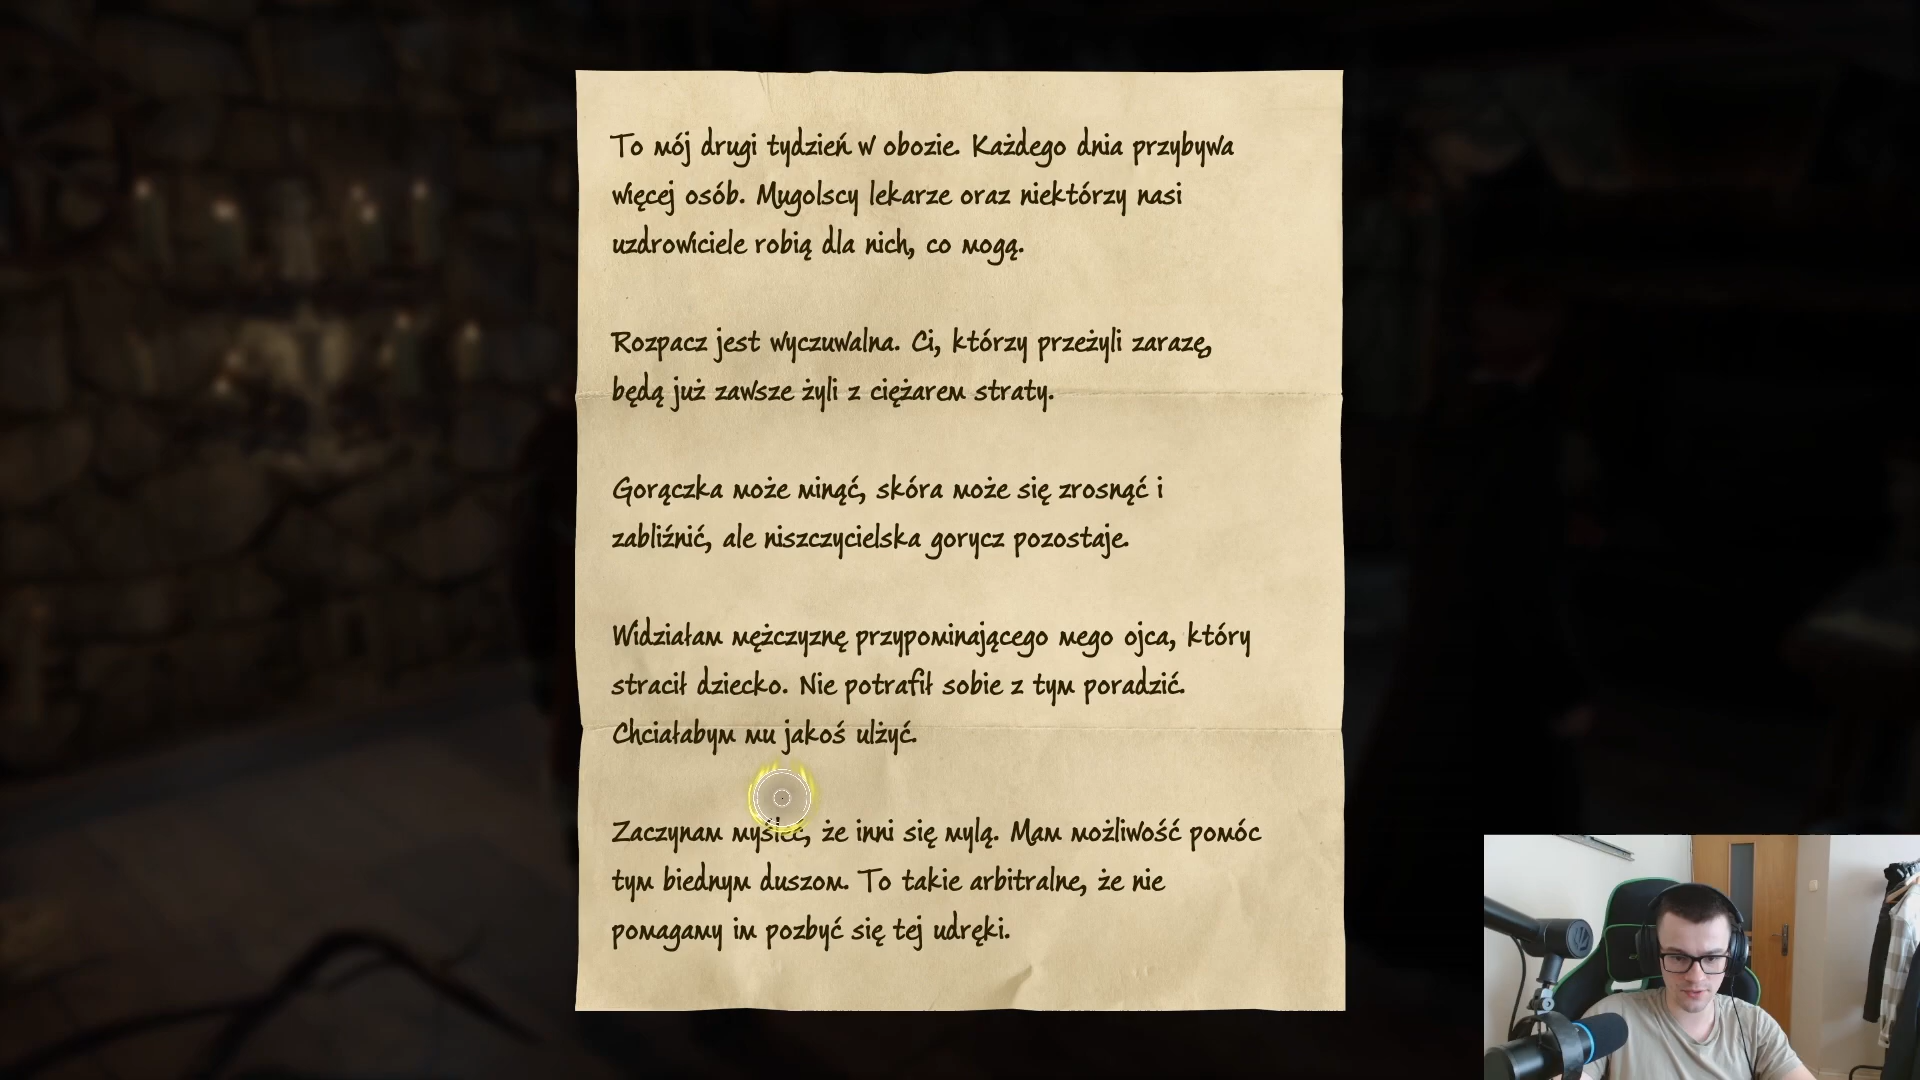 To mój drugi tydzień w obozie. Każdego dnia przybywa
więcej osób. Mugolscy lekarze oraz niektórzy nasi
uzdrowiciele robią dla nich, co mogą.
Rozpacz jest wyczuwalna. Ci, którzy przeżyli zarazę,
będą już zawsze żyli z ciężarem straty.
Gorączka może minąć, skóra może się zrosnąć i
zabliźnić, ale niszczycielska gorycz pozostaje.
Widziałam mężczyznę przypominającego mego ojca, który
stracił dziecko. Nie potrafił sobie z tym poradzić.
Chciałabym mu jakoś ulżyć.
Zaczynam myśleć, że inni się mylą. Mam możliwość pomóc
tym biednym duszom. To takie arbitralne, że nie
pomagamy im pozbyć się tej udręki.